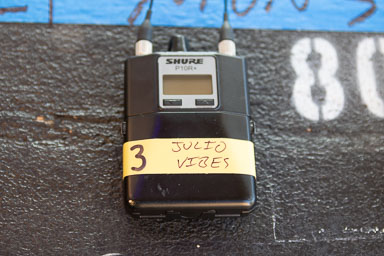 SHURE
P10R+
80
3
JULIO
VIBES